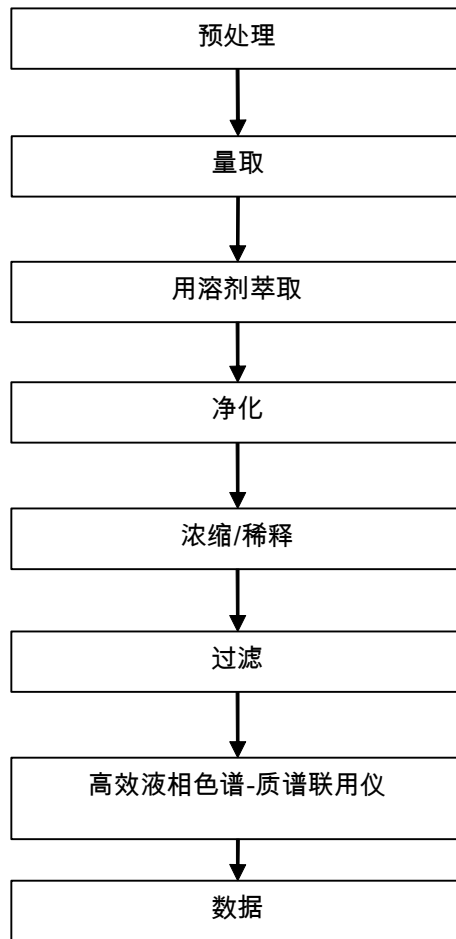 预处理
量取
用溶剂萃取
净化
浓缩/稀释
过滤
高效液相色谱-质谱联用仪
数据